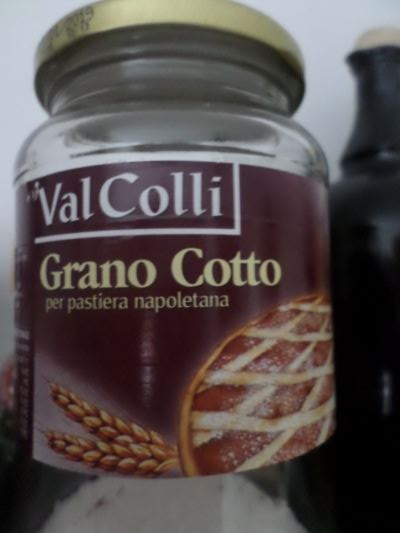 ValColli
Grano Cotto
per pastiera napoletana